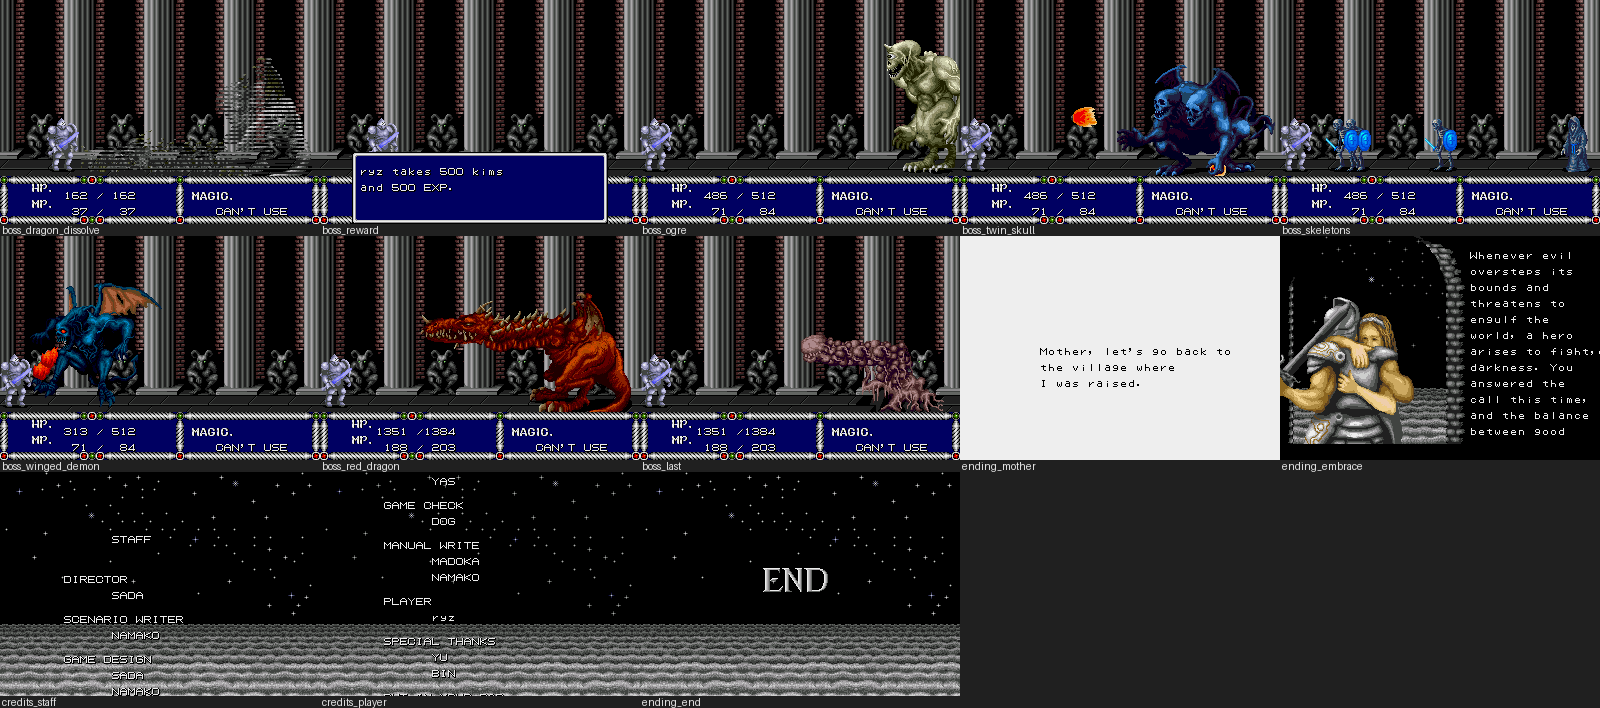 HP. 162 / 162
MP. 37 / 37
MAGIC.
CAN'T USE
boss_dragon_dissolve
ryz takes 500 kims
and 500 EXP.
boss_reward
HP. 486 / 512
MP. 71 / 84
MAGIC.
CAN'T USE
boss_ogre
HP. 486 / 512
MP. 71 / 84
MAGIC.
CAN'T USE
boss_twin_skull
HP. 486 / 512
MP. 71 / 84
MAGIC.
CAN'T USE
boss_skeletons
HP. 313 / 512
MP. 71 / 84
MAGIC.
CAN'T USE
boss_winged_demon
HP. 1351 /1384
MP. 188 / 203
MAGIC.
CAN'T USE
boss_red_dragon
HP. 1351 /1384
MP. 188 / 203
MAGIC.
CAN'T USE
boss_last
Mother, let's go back to
the village where
I was raised.
ending_mother
Whenever evil
oversteps its
bounds and
threatens to
engulf the
world, a hero
arises to fight,
darkness. You
answered the
call this time,
and the balance
between good
ending_embrace
STAFF
DIRECTOR
SADA
SCENARIO WRITER
NAMAKO
GAME DESIGN
SADA
NAMAKO
credits_staff
YAS
GAME CHECK
DOG
MANUAL WRITE
MADOKA
NAMAKO
PLAYER
ryz
SPECIAL THANKS
YU
BIN
credits_player
END
ending_end